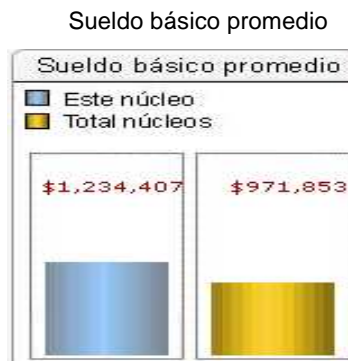 Sueldo básico promedio
Sueldo básico promedio
Este núcleo
Total núcleos
$1,234,407 $971,853